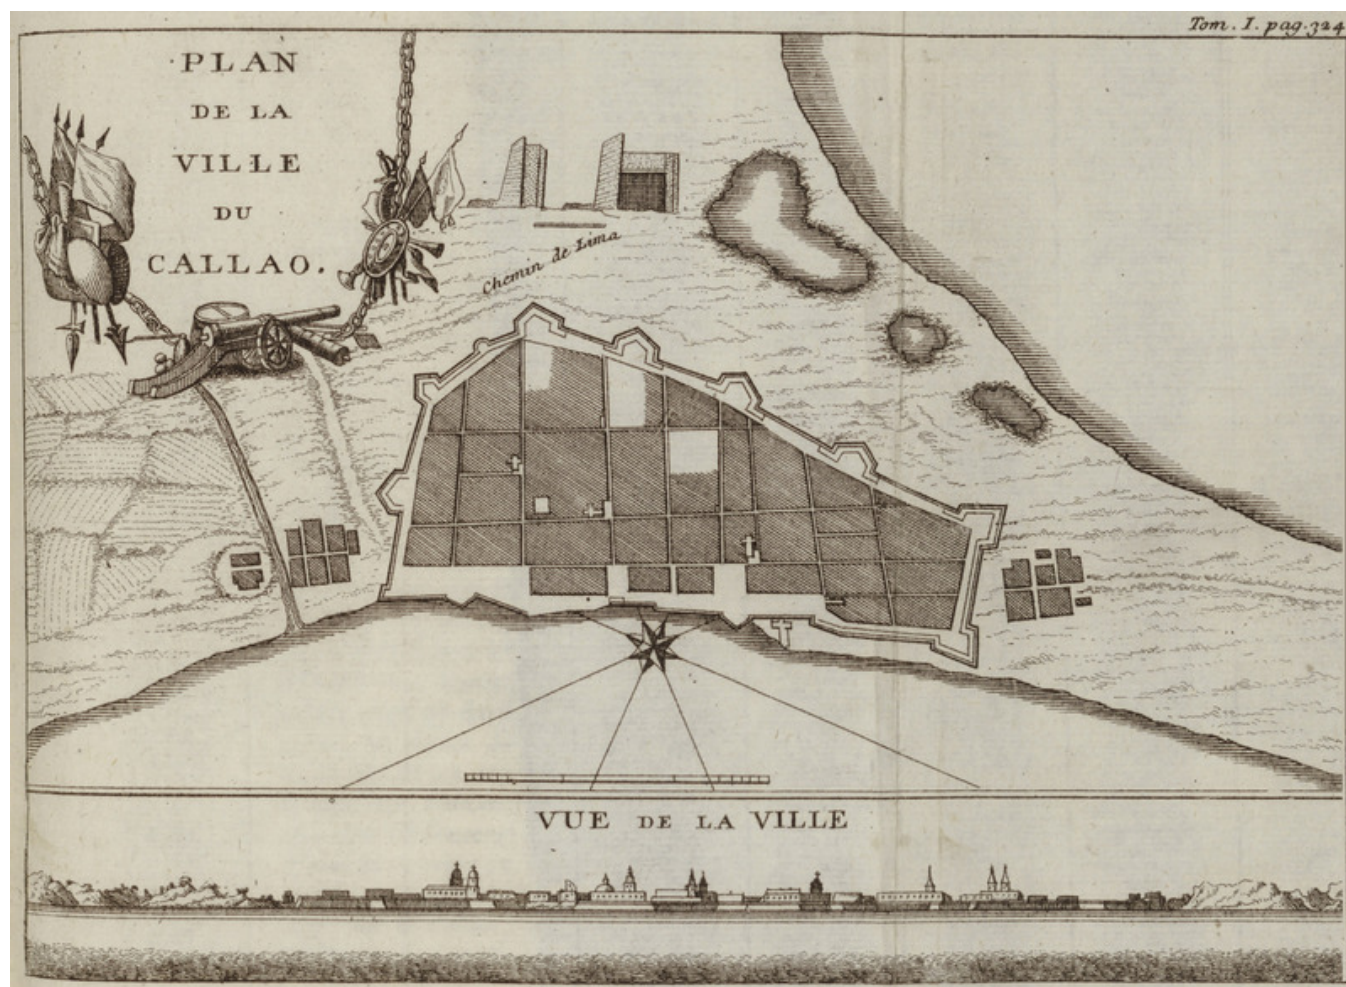 Tom. I. pag. 324
PLAN
DE LA
VILLE
DU
CALLAO.
Chemin de Lima
VUE DE LA VILLE